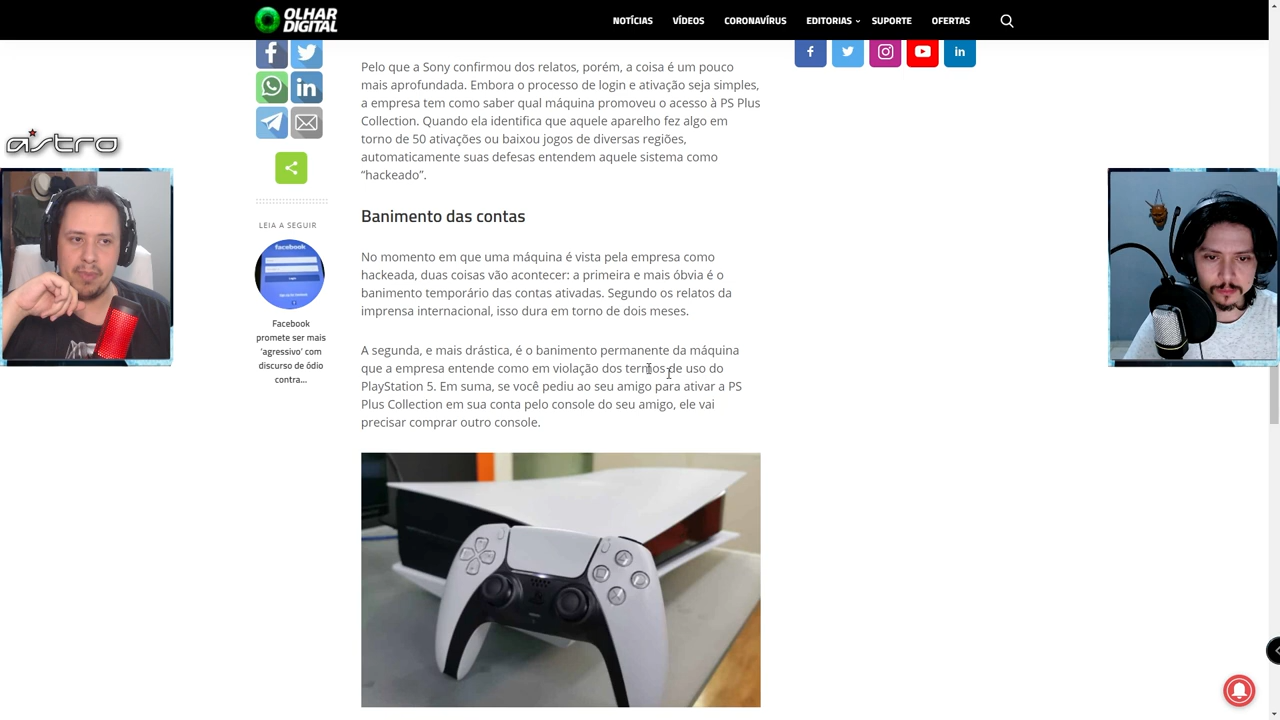 OLHAR
DIGITAL
NOTÍCIAS
VÍDEOS
CORONAVÍRUS
EDITORIAS
SUPORTE
OFERTAS
astro
Pelo que a Sony confirmou dos relatos, porém, a coisa é um pouco
mais aprofundada. Embora o processo de login e ativação seja simples,
a empresa tem como saber qual máquina promoveu o acesso à PS Plus
Collection. Quando ela identifica que aquele aparelho fez algo em
torno de 50 ativações ou baixou jogos de diversas regiões,
automaticamente suas defesas entendem aquele sistema como
“hackeado”.
LEIA A SEGUIR
facebook
Facebook
promete ser mais
'agressivo' com
discurso de ódio
contra...
Banimento das contas
No momento em que uma máquina é vista pela empresa como
hackeada, duas coisas vão acontecer: a primeira e mais óbvia é o
banimento temporário das contas ativadas. Segundo os relatos da
imprensa internacional, isso dura em torno de dois meses.
A segunda, e mais drástica, é o banimento permanente da máquina
que a empresa entende como em violação dos termos de uso do
PlayStation 5. Em suma, se você pediu ao seu amigo para ativar a PS
Plus Collection em sua conta pelo console do seu amigo, ele vai
precisar comprar outro console.